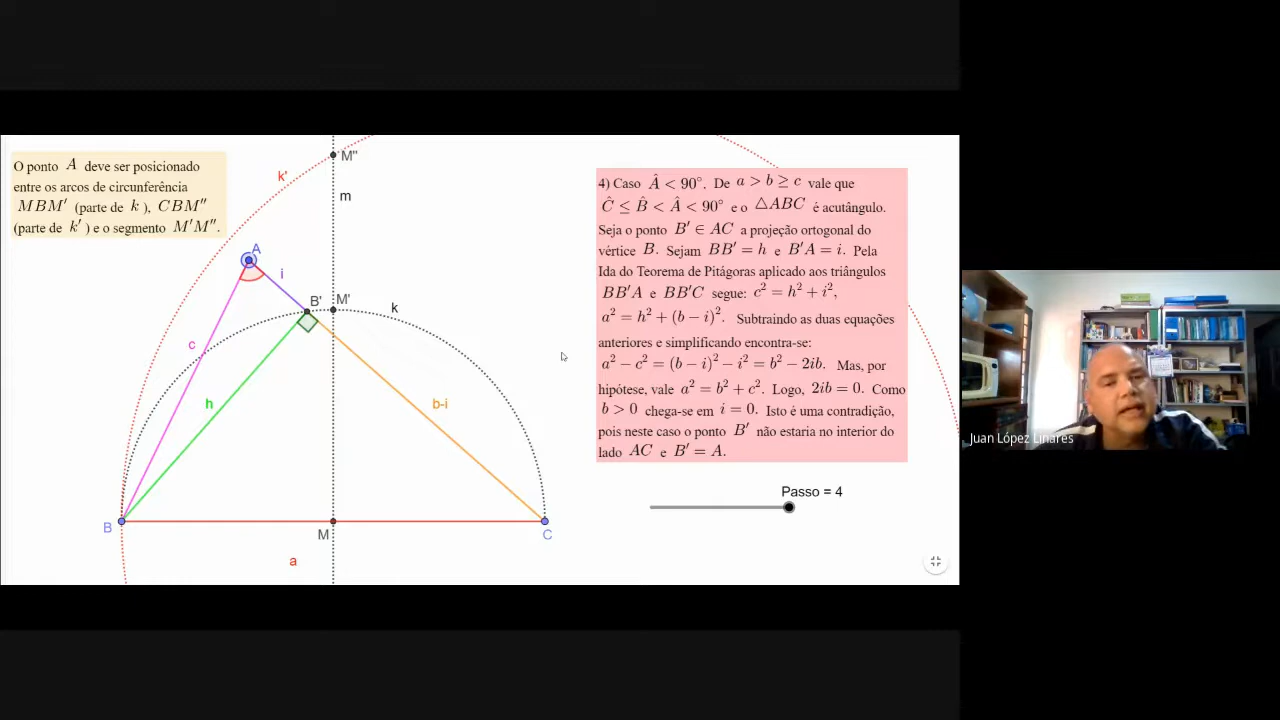 O ponto A deve ser posicionado
entre os arcos de circunferência
MBM′ (parte de k), CBM″
(parte de k′) e o segmento M′M″.
k'
M''
m
A
i
B'
M'
k
c
h
b-i
B
M
C
a
4) Caso Â < 90°. De a > b ≥ c vale que
Ĉ ≤ B̂ < Â < 90° e o △ABC é acutângulo.
Seja o ponto B′ ∈ AC a projeção ortogonal do
vértice B. Sejam BB′ = h e B′A = i. Pela
Ida do Teorema de Pitágoras aplicado aos triângulos
BB′A e BB′C segue: c² = h² + i²,
a² = h² + (b − i)². Subtraindo as duas equações
anteriores e simplificando encontra-se:
a² − c² = (b − i)² − i² = b² − 2ib. Mas, por
hipótese, vale a² = b² + c². Logo, 2ib = 0. Como
b > 0 chega-se em i = 0. Isto é uma contradição,
pois neste caso o ponto B′ não estaria no interior do
lado AC e B′ = A.
Passo = 4
Juan López Linares